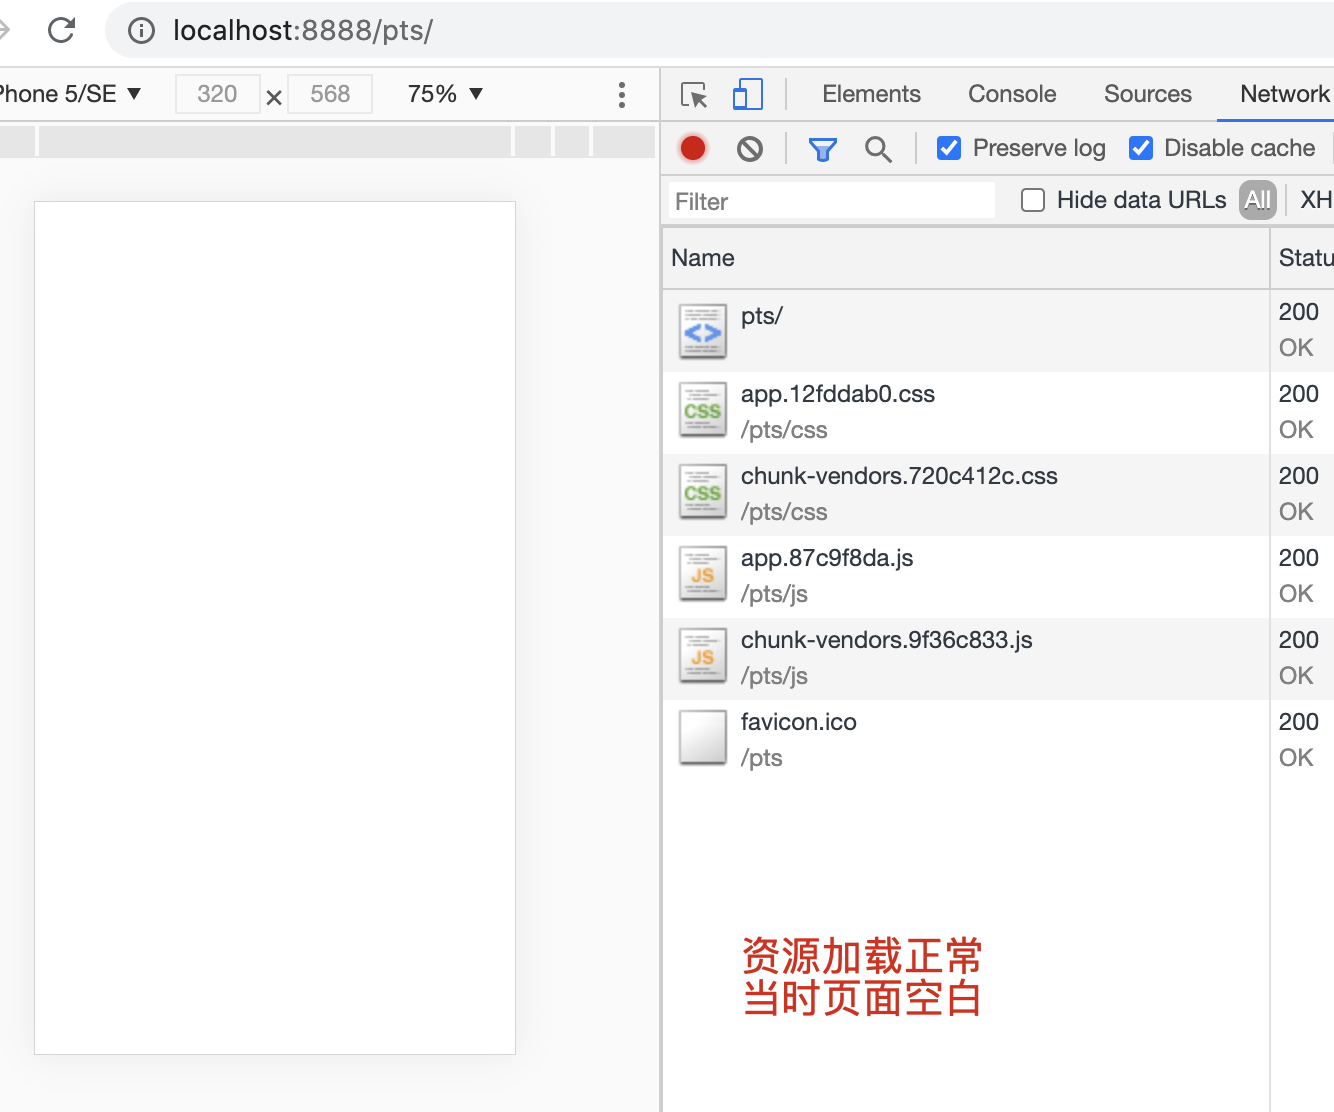 localhost:8888/pts/
Phone 5/SE ▼ 320 × 568 75% ▼
Elements Console Sources Network
Preserve log Disable cache
Filter Hide data URLs All XH
Name Statu
pts/ 200
OK
app.12fddab0.css 200
/pts/css OK
chunk-vendors.720c412c.css 200
/pts/css OK
app.87c9f8da.js 200
/pts/js OK
chunk-vendors.9f36c833.js 200
/pts/js OK
favicon.ico 200
/pts OK
资源加载正常
当时页面空白